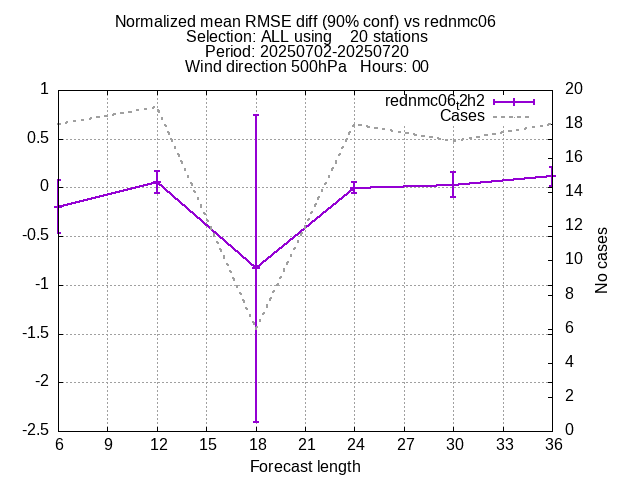 Normalized mean RMSE diff (90% conf) vs rednmc06
Selection: ALL using    20 stations
Period: 20250702-20250720
Wind direction 500hPa   Hours: 00
rednmc06,2h2
Cases
1
0.5
0
-0.5
-1
-1.5
-2
-2.5
20
18
16
14
12
10
8
6
4
2
0
No cases
6 9 12 15 18 21 24 27 30 33 36
Forecast length